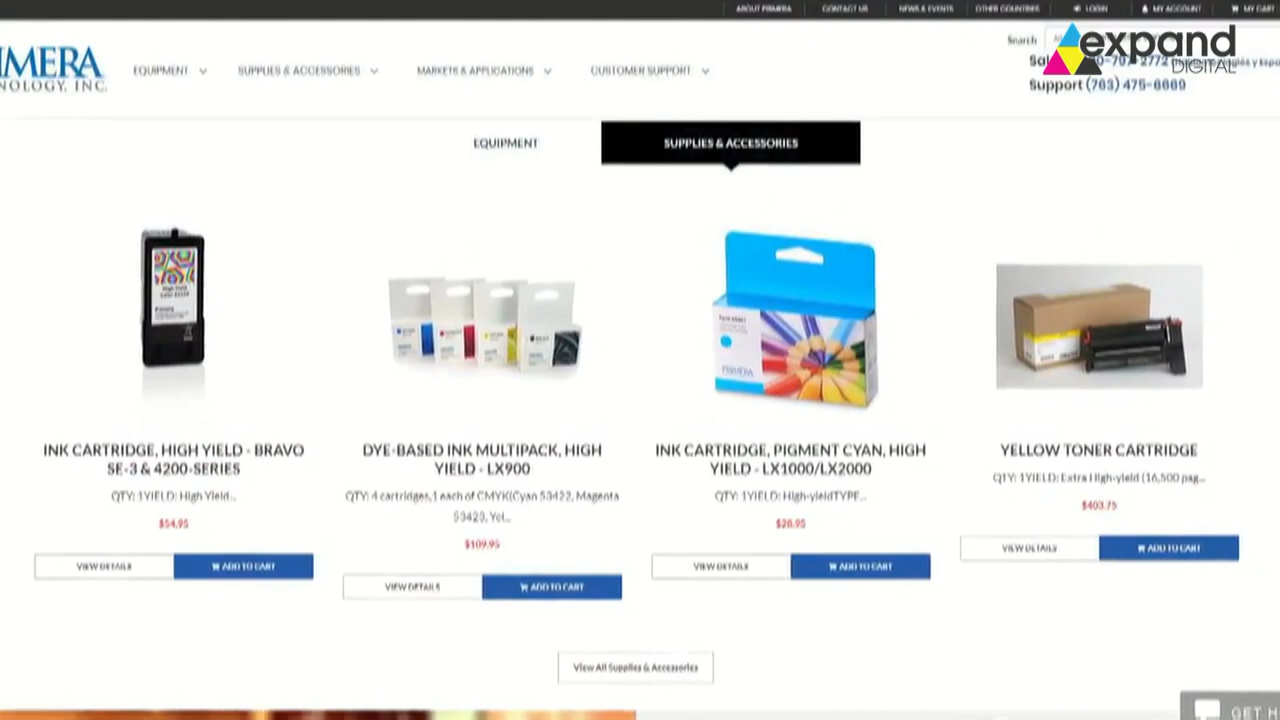 ABOUT PRIMERA CONTACT US NEWS & EVENTS OTHER COUNTRIES LOGIN MY ACCOUNT MY CART
expand
DIGITAL
IMERA
NOLOGY, INC.
EQUIPMENT SUPPLIES & ACCESSORIES MARKETS & APPLICATIONS CUSTOMER SUPPORT
Search
Support (763) 475-6669
EQUIPMENT SUPPLIES & ACCESSORIES
PRIMERA
INK CARTRIDGE, HIGH YIELD - BRAVO
SE-3 & 4200-SERIES
QTY: 1YIELD: High Yield...
$54.95
VIEW DETAILS ADD TO CART
DYE-BASED INK MULTIPACK, HIGH
YIELD - LX900
QTY: 4 cartridges,1 each of CMYK(Cyan 53422, Magenta
53423, Yel...
$109.95
VIEW DETAILS ADD TO CART
INK CARTRIDGE, PIGMENT CYAN, HIGH
YIELD - LX1000/LX2000
QTY: 1YIELD: High-yieldTYPE...
VIEW DETAILS ADD TO CART
YELLOW TONER CARTRIDGE
QTY: 1YIELD: Extra High-yield (16,500 pag...
$403.75
VIEW DETAILS ADD TO CART
View All Supplies & Accessories
GET H